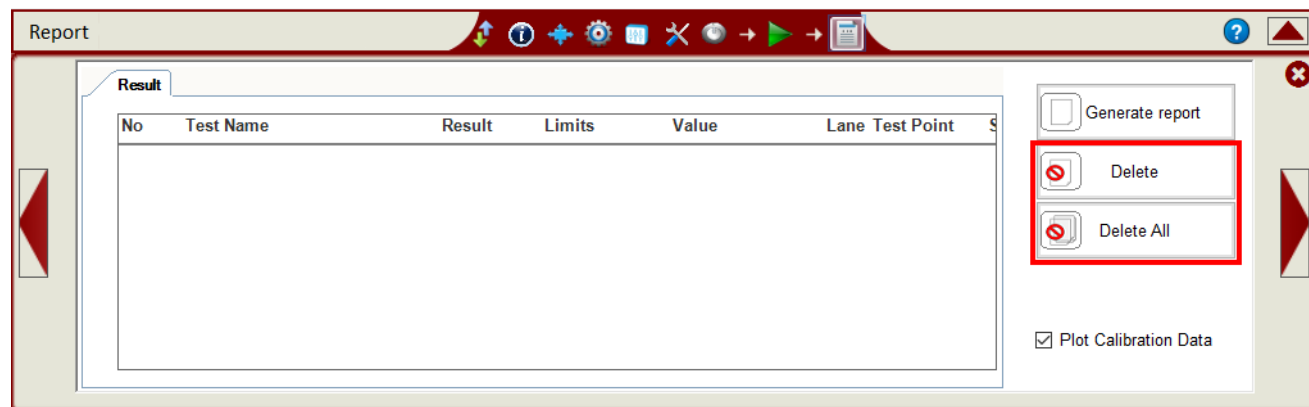 Report
Result
No Test Name Result Limits Value Lane Test Point
Generate report
Delete
Delete All
Plot Calibration Data